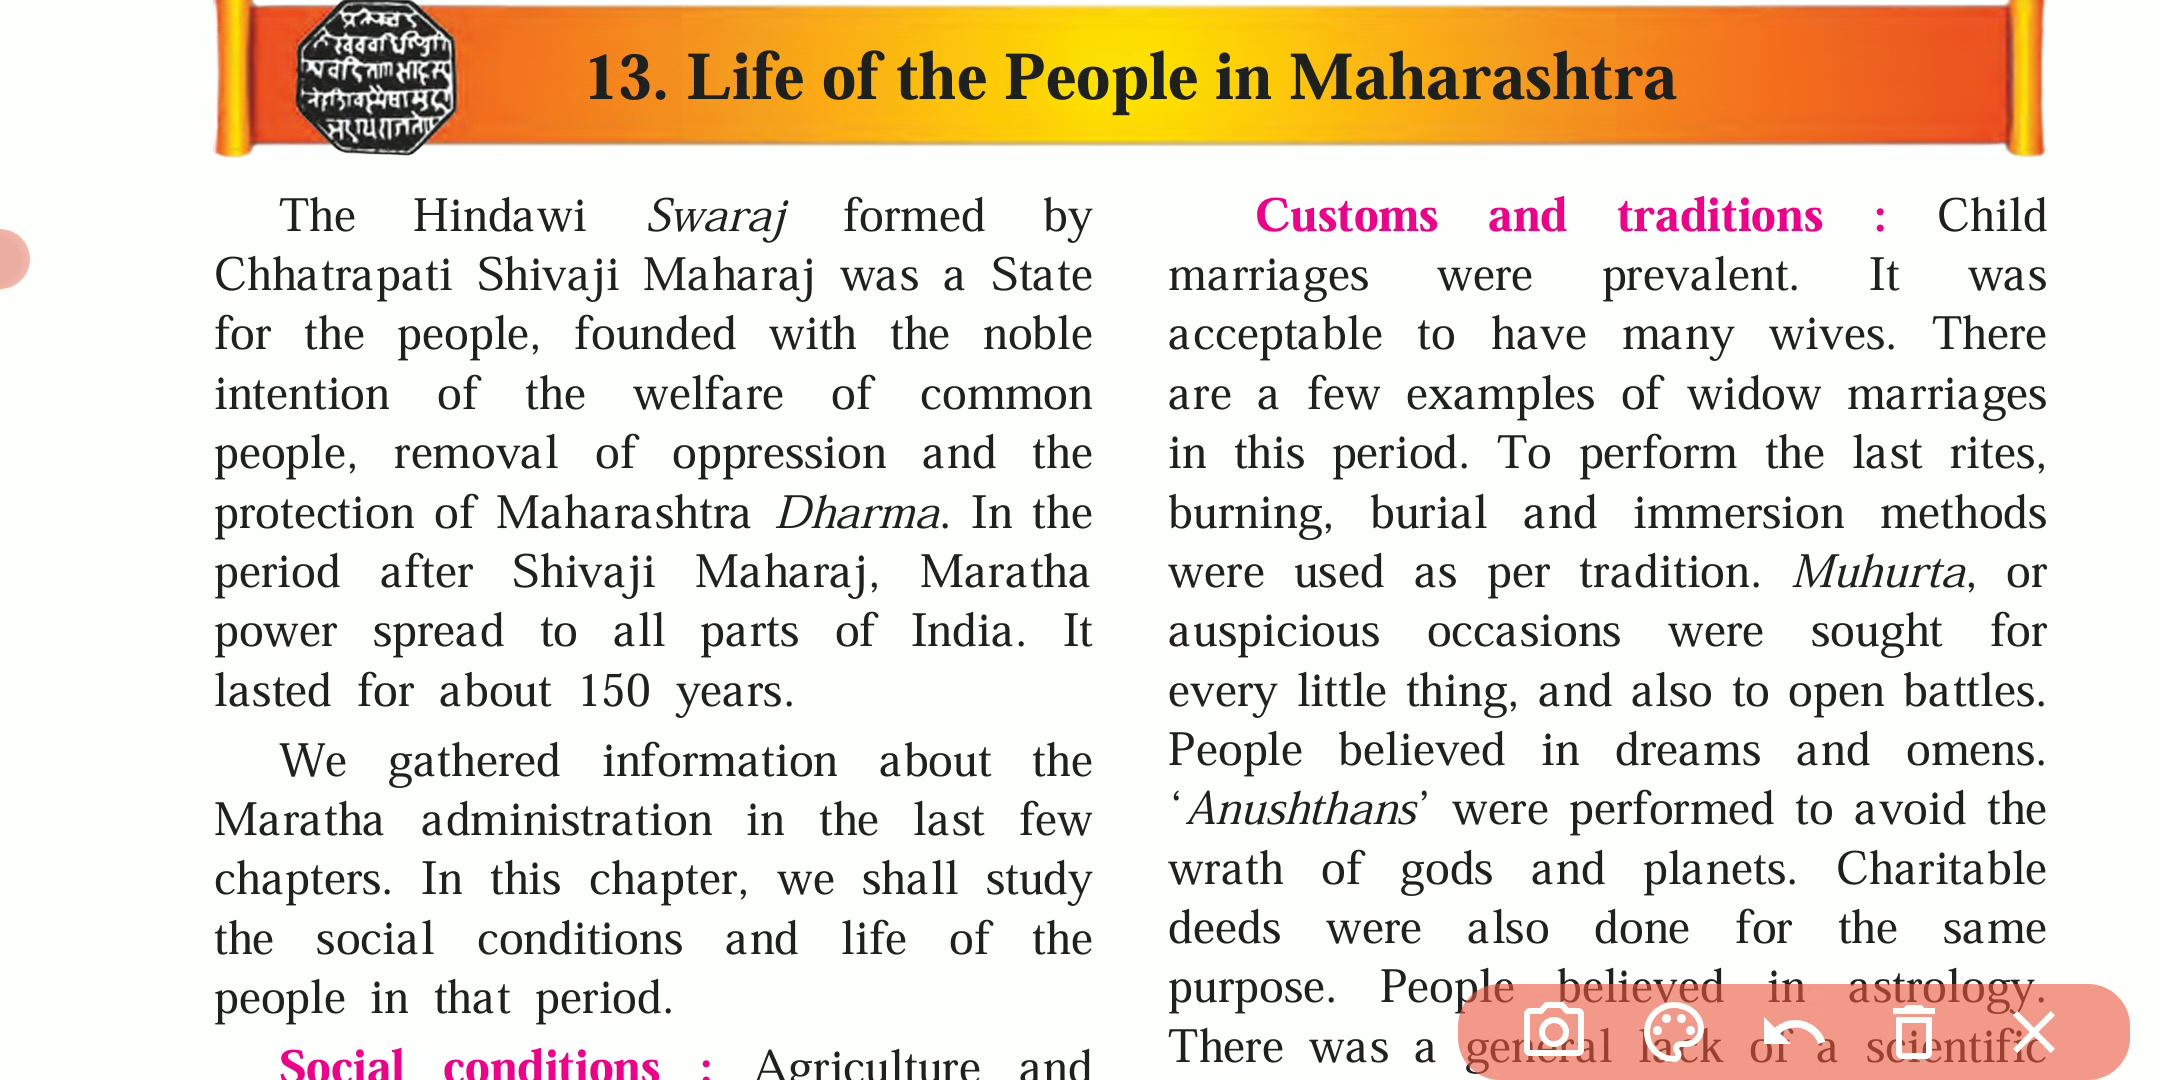 13. Life of the People in Maharashtra
The Hindawi Swaraj formed by
Chhatrapati Shivaji Maharaj was a State
for the people, founded with the noble
intention of the welfare of common
people, removal of oppression and the
protection of Maharashtra Dharma. In the
period after Shivaji Maharaj, Maratha
power spread to all parts of India. It
lasted for about 150 years.
We gathered information about the
Maratha administration in the last few
chapters. In this chapter, we shall study
the social conditions and life of the
people in that period.
Social conditions : Agriculture and
Customs and traditions : Child
marriages were prevalent. It was
acceptable to have many wives. There
are a few examples of widow marriages
in this period. To perform the last rites,
burning, burial and immersion methods
were used as per tradition. Muhurta, or
auspicious occasions were sought for
every little thing, and also to open battles.
People believed in dreams and omens.
‘Anushthans’ were performed to avoid the
wrath of gods and planets. Charitable
deeds were also done for the same
purpose. People believed in astrology.
There was a general lack of a scientific